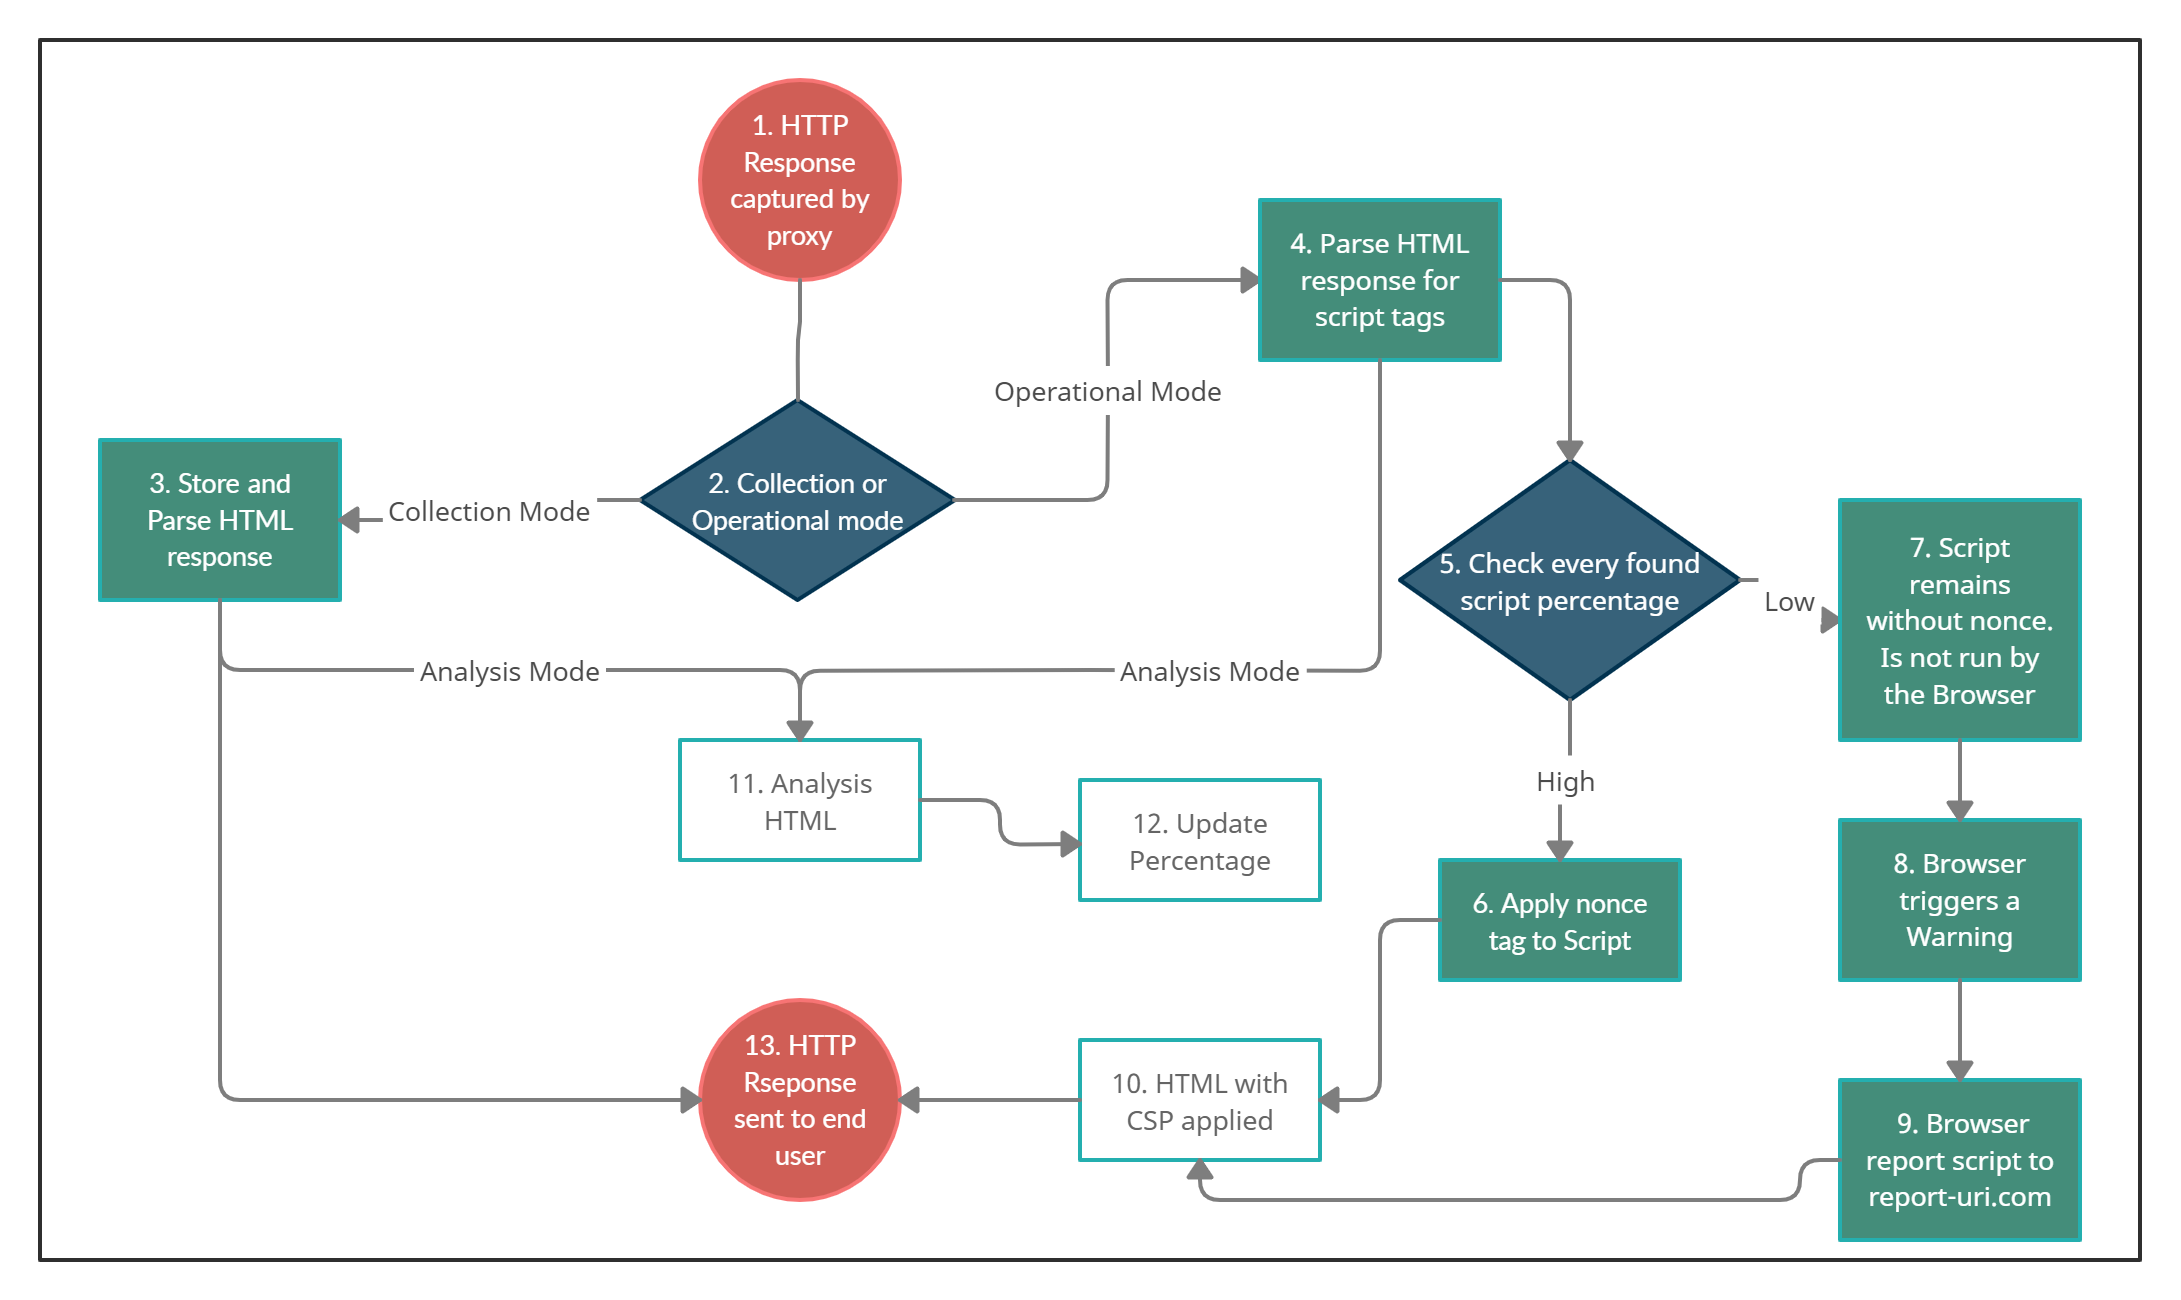 1. HTTP
Response
captured by
proxy
4. Parse HTML
response for
script tags
Operational Mode
3. Store and
Parse HTML
response
Collection Mode
2. Collection or
Operational mode
5. Check every found
script percentage
Low
7. Script
remains
without nonce.
Is not run by
the Browser
Analysis Mode
Analysis Mode
High
11. Analysis
HTML
12. Update
Percentage
6. Apply nonce
tag to Script
8. Browser
triggers a
Warning
13. HTTP
Rseponse
sent to end
user
10. HTML with
CSP applied
9. Browser
report script to
report-uri.com